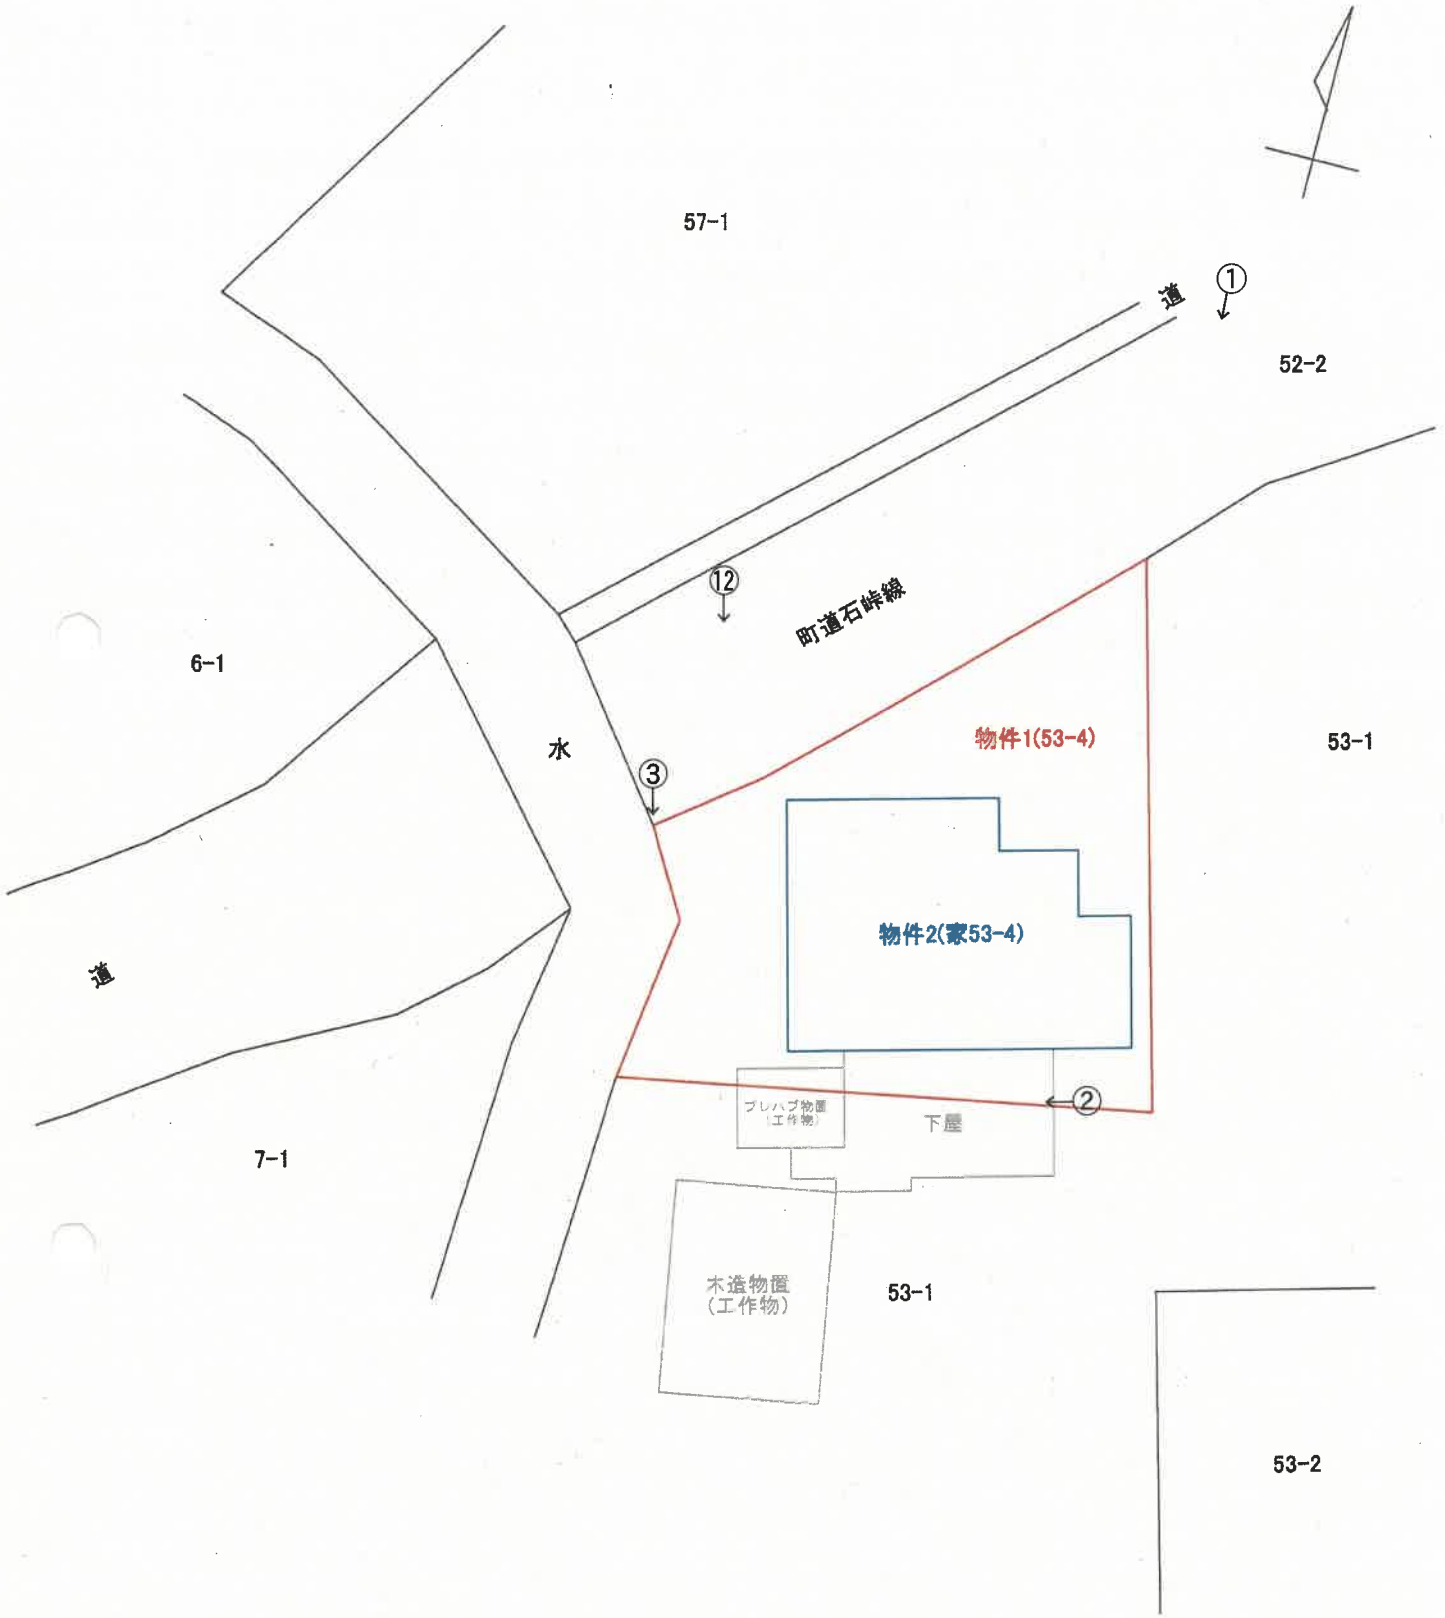 57-1
①
道
52-2
⑫
町道石峠線
6-1
物件1(53-4)
53-1
水
③
物件2(家53-4)
道
②
プレハブ物置
(工作物)
下屋
7-1
木造物置
(工作物)
53-1
53-2